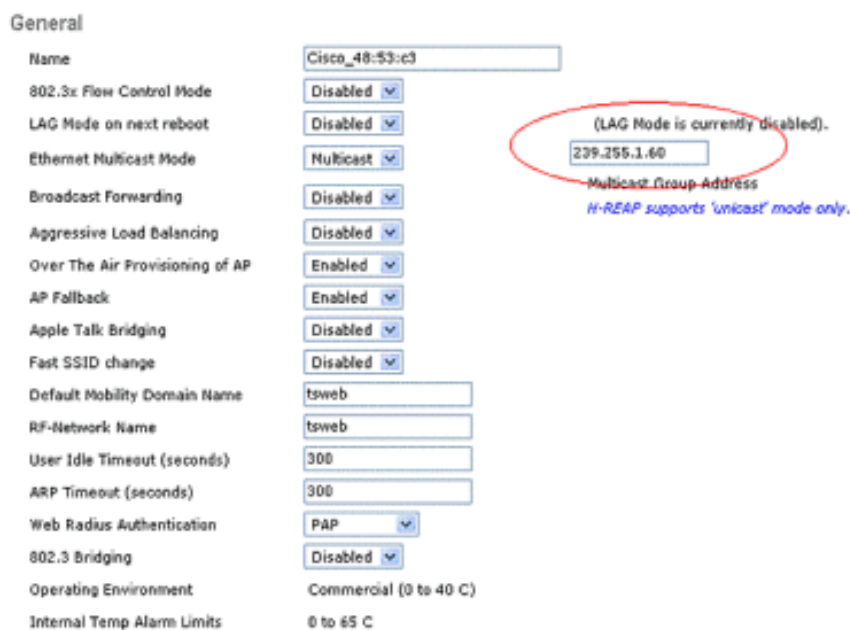 General
Name Cisco_48:53:c3
802.3x Flow Control Mode Disabled
LAG Mode on next reboot Disabled (LAG Mode is currently disabled).
Ethernet Multicast Mode Multicast 239.255.1.60
Multicast Group Address
Broadcast Forwarding Disabled
H-REAP supports 'unicast' mode only.
Aggressive Load Balancing Disabled
Over The Air Provisioning of AP Enabled
AP Fallback Enabled
Apple Talk Bridging Disabled
Fast SSID change Disabled
Default Mobility Domain Name tsweb
RF-Network Name tsweb
User Idle Timeout (seconds) 300
ARP Timeout (seconds) 300
Web Radius Authentication PAP
802.3 Bridging Disabled
Operating Environment Commercial (0 to 40 C)
Internal Temp Alarm Limits 0 to 65 C